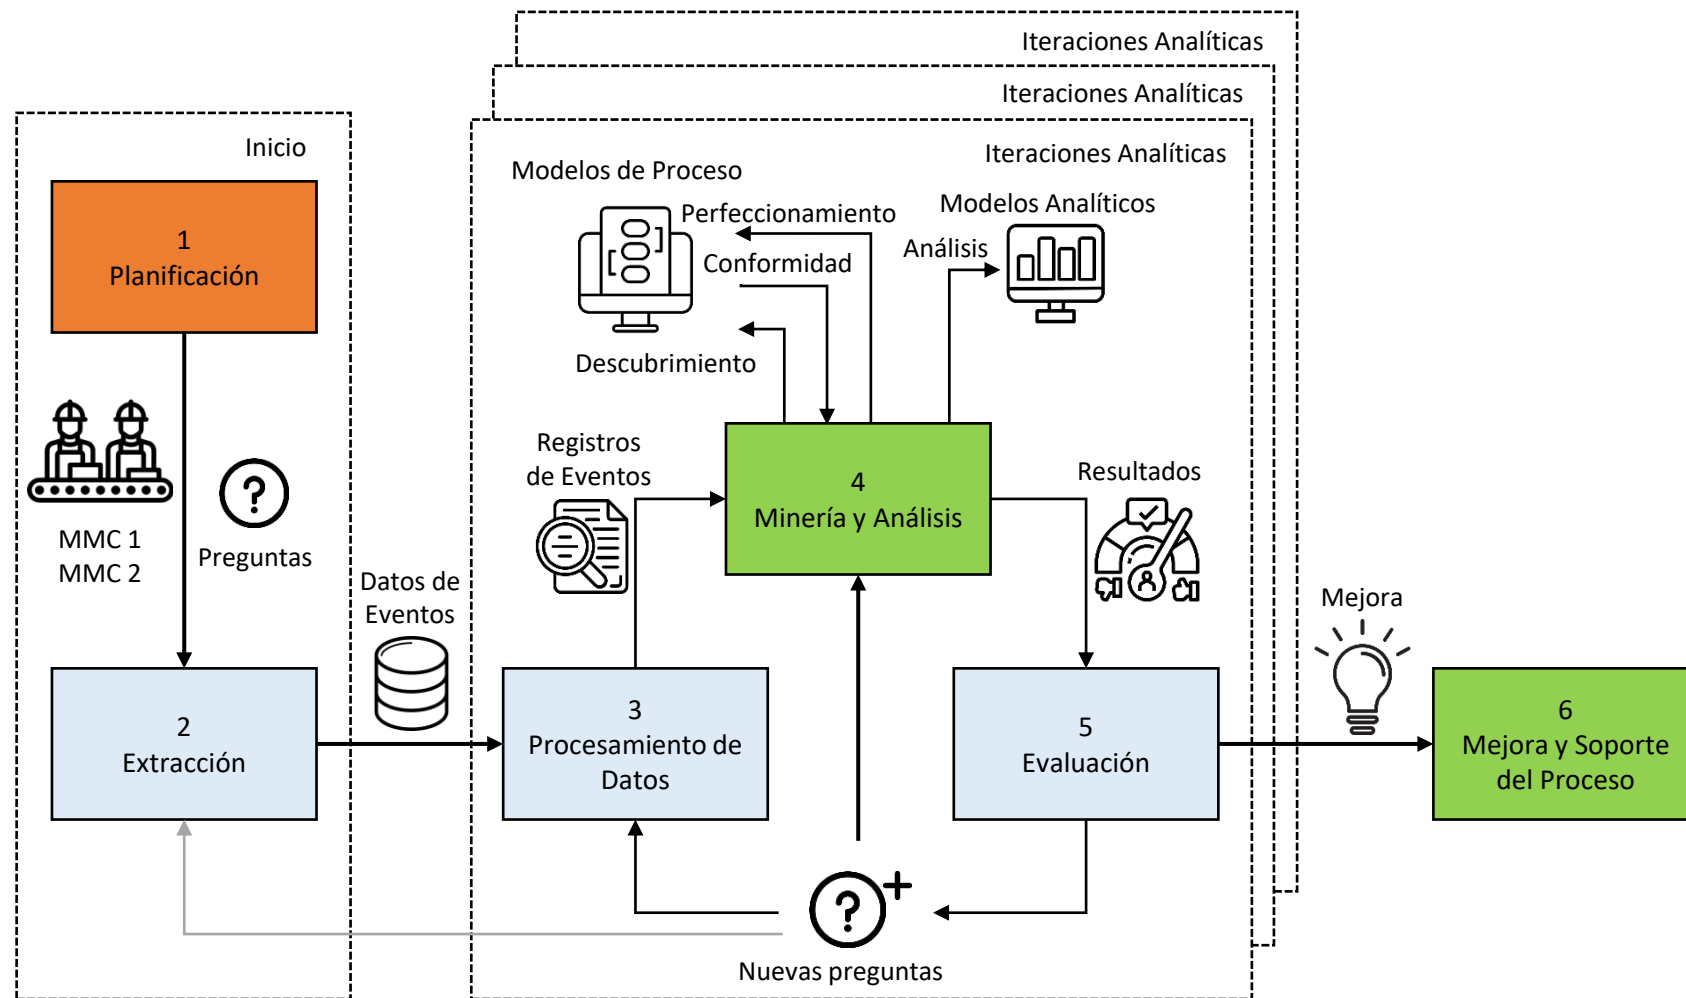 Iteraciones Analíticas
Iteraciones Analíticas
Iteraciones Analíticas
Inicio
1
Planificación
MMC 1
MMC 2
?
Preguntas
2
Extracción
Datos de
Eventos
Modelos de Proceso
Perfeccionamiento
Conformidad
Descubrimiento
Modelos Analíticos
Análisis
Registros
de Eventos
4
Minería y Análisis
Resultados
3
Procesamiento de
Datos
5
Evaluación
? +
Nuevas preguntas
Mejora
6
Mejora y Soporte
del Proceso